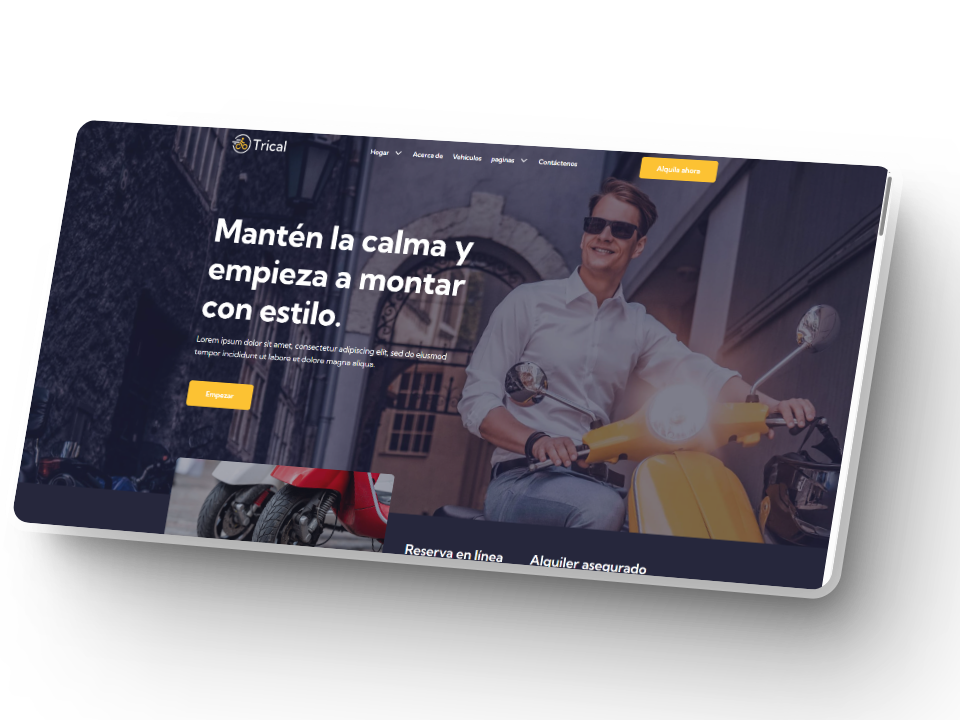 Trical
Hogar
Acerca de
Vehículos
paginas
Contáctenos
Alquila ahora
Mantén la calma y
empieza a montar
con estilo.
Lorem ipsum dolor sit amet, consectetur adipiscing elit, sed do eiusmod
tempor incididunt ut labore et dolore magna aliqua.
Empezar
Reserva en línea
Alquiler asegurado